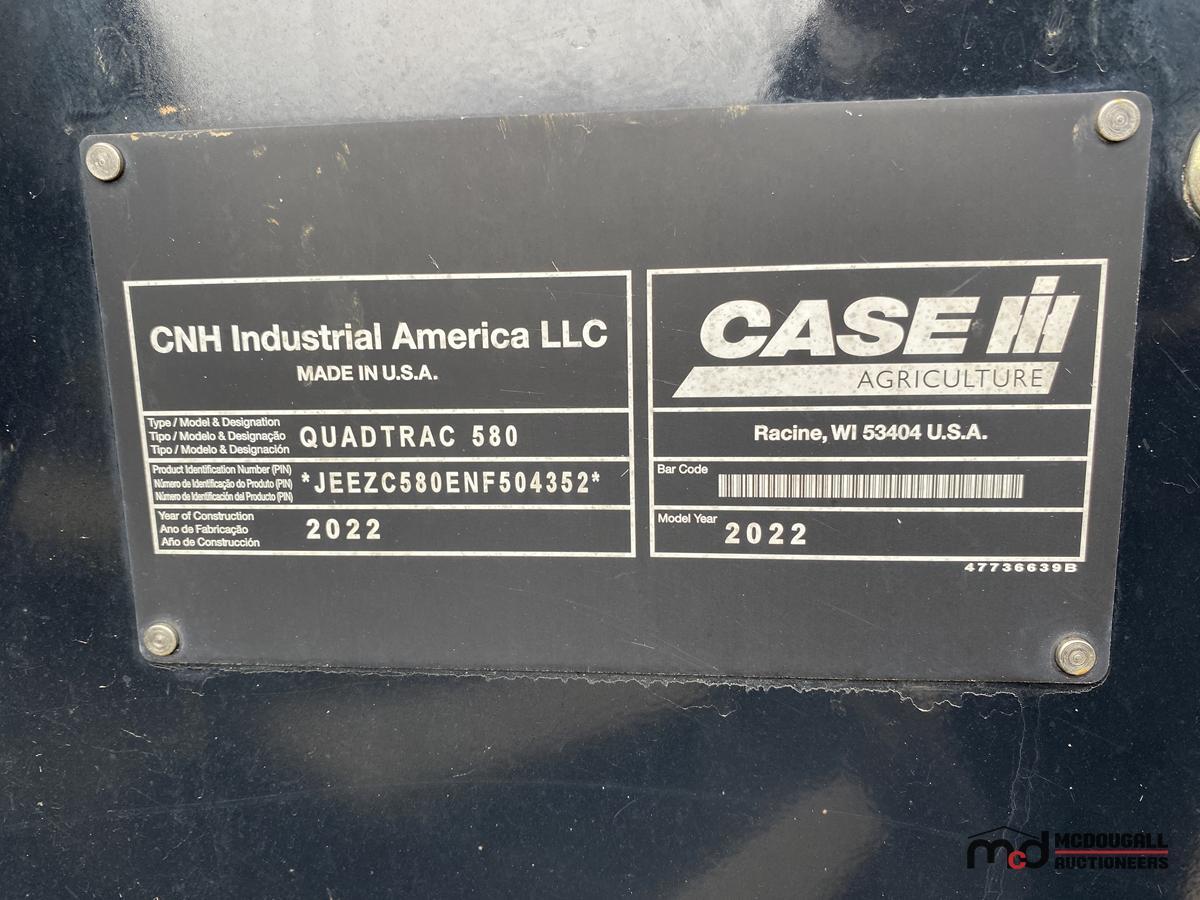 CNH Industrial America LLC
MADE IN U.S.A.
Type / Model & Designation
Tipo / Modelo & Designação
Tipo / Modelo & Designación
QUADTRAC 580
Product Identification Number (PIN)
Número de Identificação do Produto (PIN)
Número de Identificación del Producto (PIN)
*JEEZC580ENF504352*
Year of Construction
Ano de Fabricação
Año de Construcción
2022
CASE IH
AGRICULTURE
Racine, WI 53404 U.S.A.
Bar Code
Model Year
2022
47736639B
mcd
MCDOUGALL
AUCTIONEERS